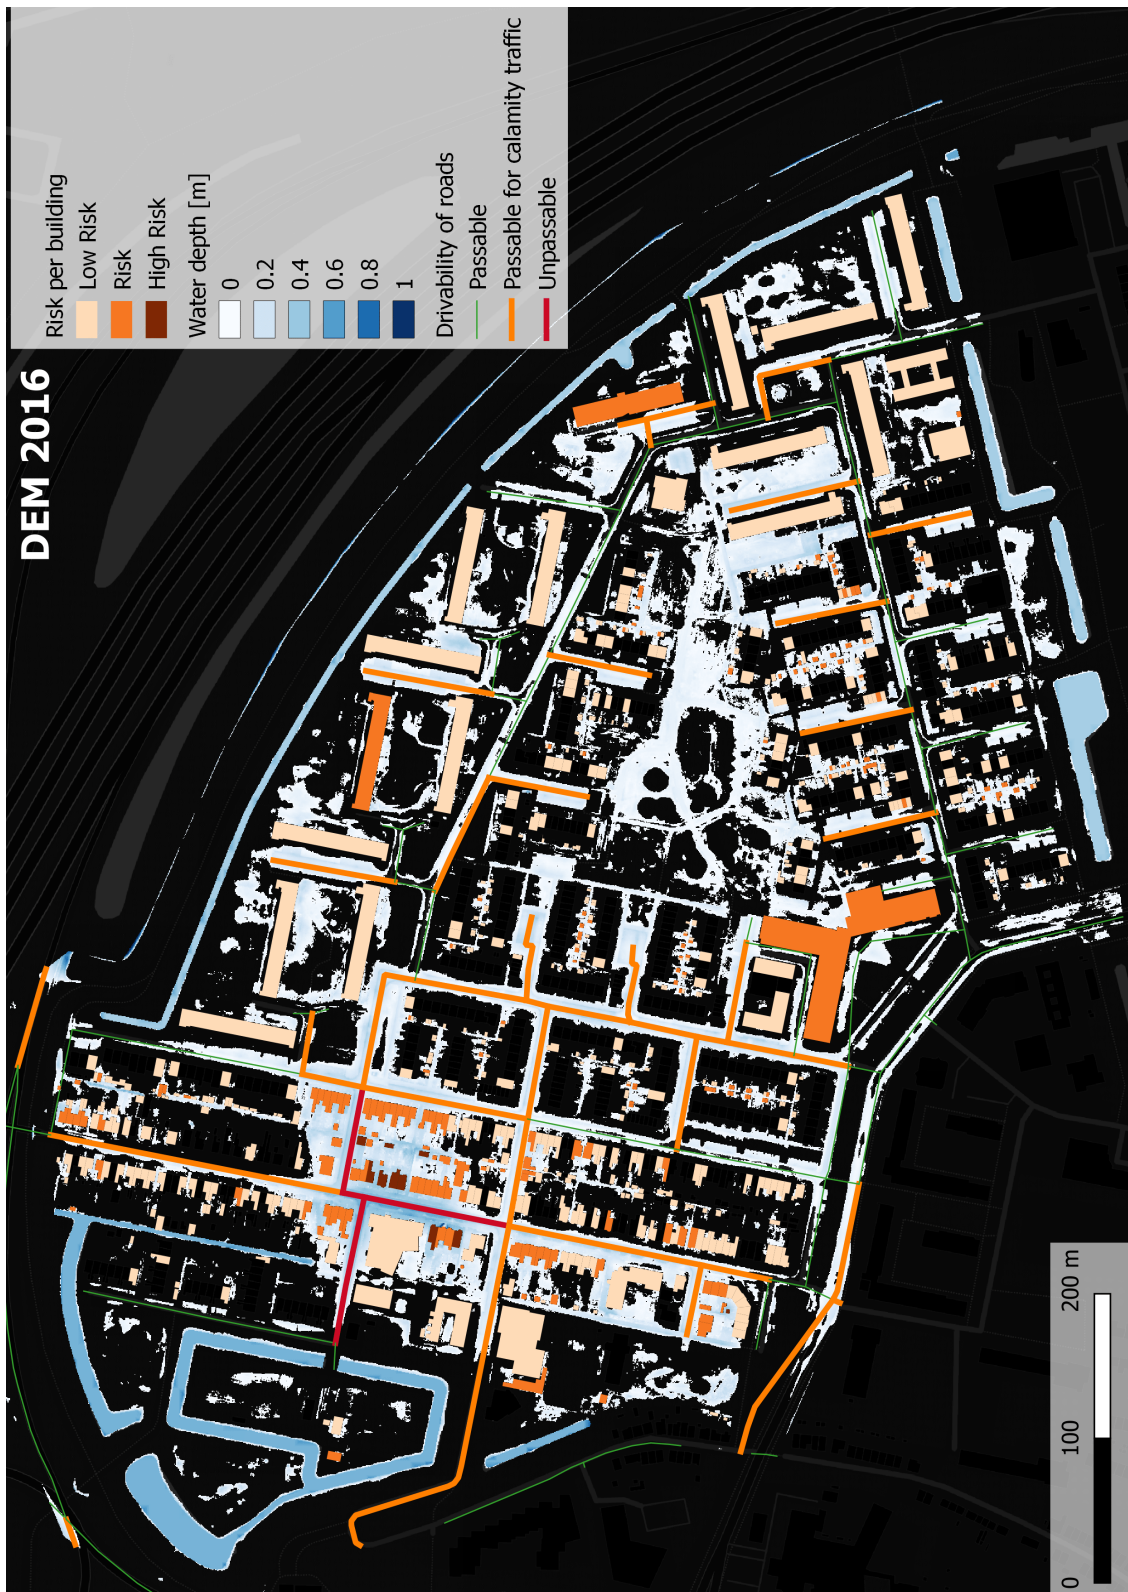 DEM 2016
Risk per building
Low Risk
Risk
High Risk
Water depth [m]
0
0.2
0.4
0.6
0.8
1
Drivability of roads
Passable
Passable for calamity traffic
Unpassable
0 100 200 m